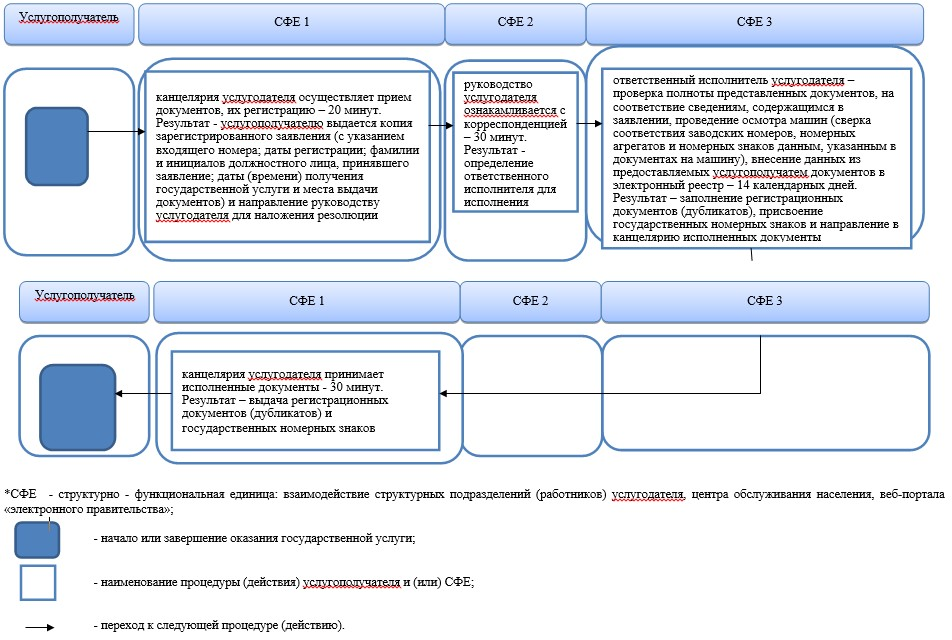 Услугополучатель
СФЕ 1
СФЕ 2
СФЕ 3
канцелярия услугодателя осуществляет прием
документов, их регистрацию – 20 минут.
Результат - услугополучателю выдается копия
зарегистрированного заявления (с указанием
входящего номера; даты регистрации; фамилии
и инициалов должностного лица, принявшего
заявление; даты (времени) получения
государственной услуги и места выдачи
документов) и направление руководству
услугодателя для наложения резолюции
руководство
услугодателя
ознакамливается с
корреспонденцией
– 30 минут.
Результат -
определение
ответственного
исполнителя для
исполнения
ответственный исполнитель услугодателя –
проверка полноты представленных документов, на
соответствие сведениям, содержащимся в
заявлении, проведение осмотра машин (сверка
соответствия заводских номеров, номерных
агрегатов и номерных знаков данным, указанным в
документах на машину), внесение данных из
предоставляемых услугополучатем документов в
электронный реестр – 14 календарных дней.
Результат – заполнение регистрационных
документов (дубликатов), присвоение
государственных номерных знаков и направление в
канцелярию исполненных документы
Услугополучатель
СФЕ 1
СФЕ 2
СФЕ 3
канцелярия услугодателя принимает
исполненные документы - 30 минут.
Результат – выдача регистрационных
документов (дубликатов) и
государственных номерных знаков
*СФЕ - структурно - функциональная единица: взаимодействие структурных подразделений (работников) услугодателя, центра обслуживания населения, веб-портала
«электронного правительства»;
- начало или завершение оказания государственной услуги;
- наименование процедуры (действия) услугополучателя и (или) СФЕ;
- переход к следующей процедуре (действию).